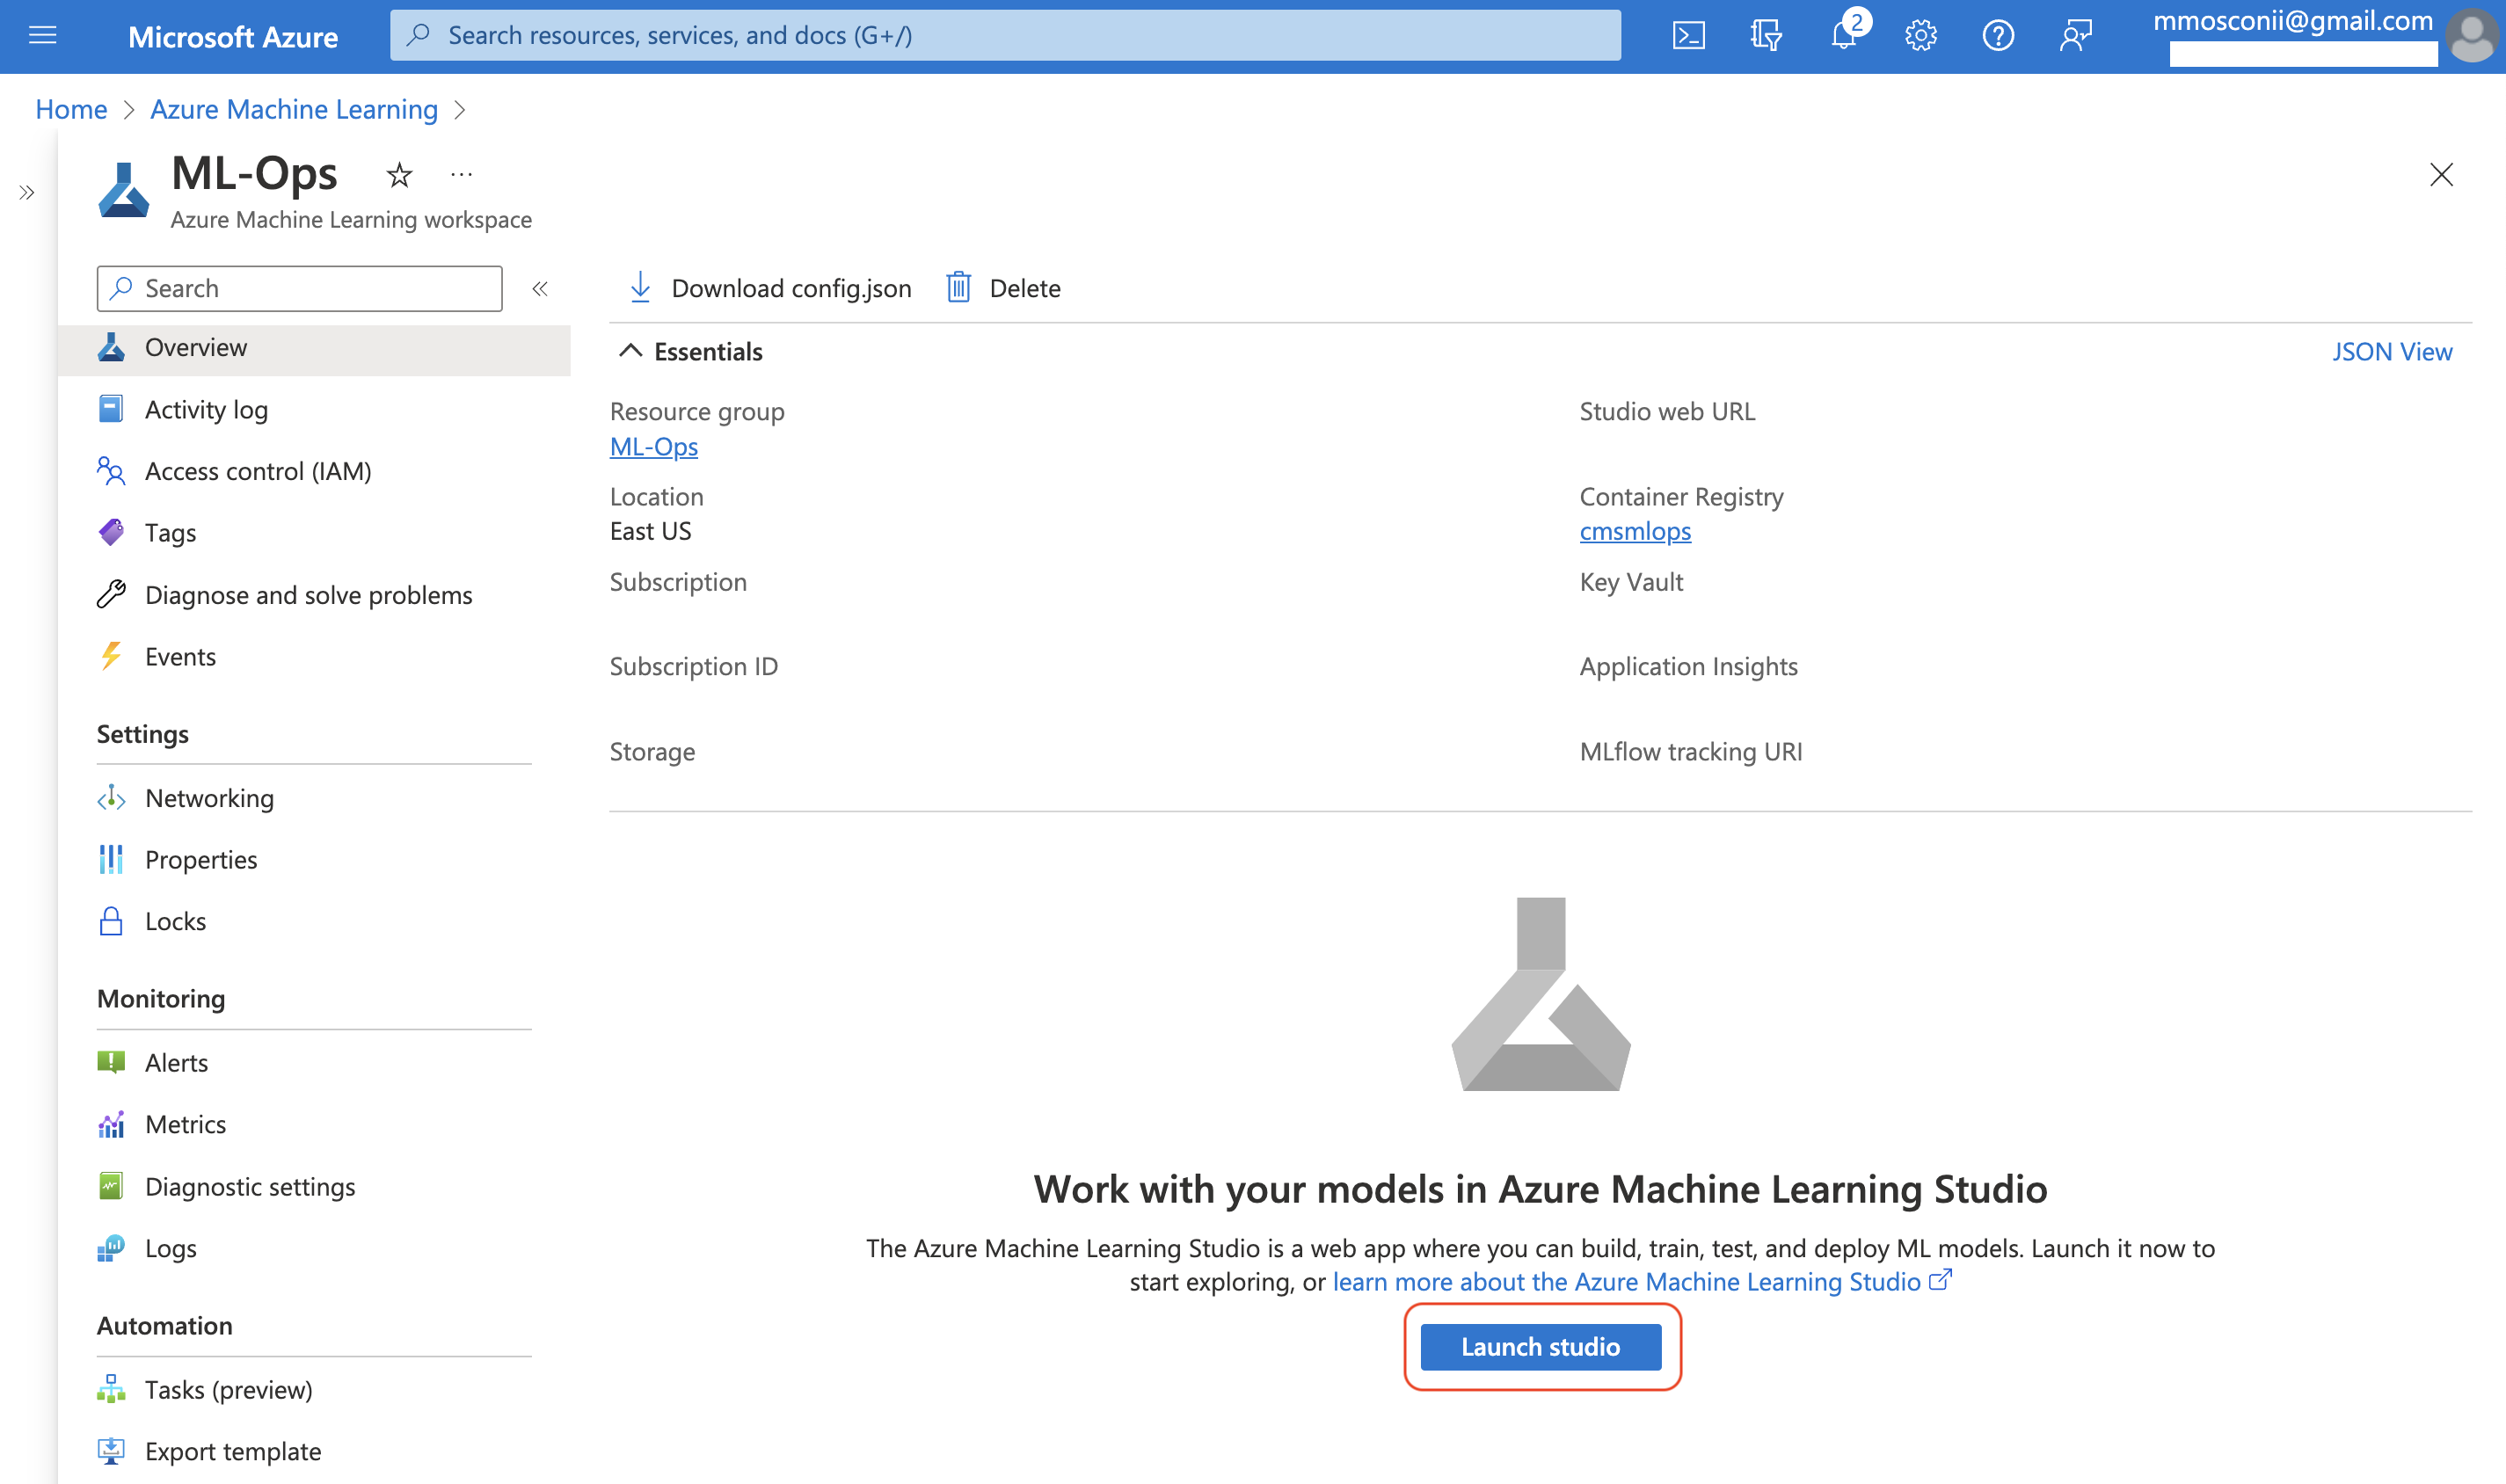 Microsoft Azure
Search resources, services, and docs (G+/)
2
mmosconii@gmail.com
Home > Azure Machine Learning >
ML-Ops
Azure Machine Learning workspace
Search
Overview
Activity log
Access control (IAM)
Tags
Diagnose and solve problems
Events
Settings
Networking
Properties
Locks
Monitoring
Alerts
Metrics
Diagnostic settings
Logs
Automation
Tasks (preview)
Export template
Download config.json
Delete
Essentials
JSON View
Resource group
ML-Ops
Location
East US
Subscription
Subscription ID
Storage
Studio web URL
Container Registry
cmsmlops
Key Vault
Application Insights
MLflow tracking URI
Work with your models in Azure Machine Learning Studio
The Azure Machine Learning Studio is a web app where you can build, train, test, and deploy ML models. Launch it now to
start exploring, or learn more about the Azure Machine Learning Studio
Launch studio